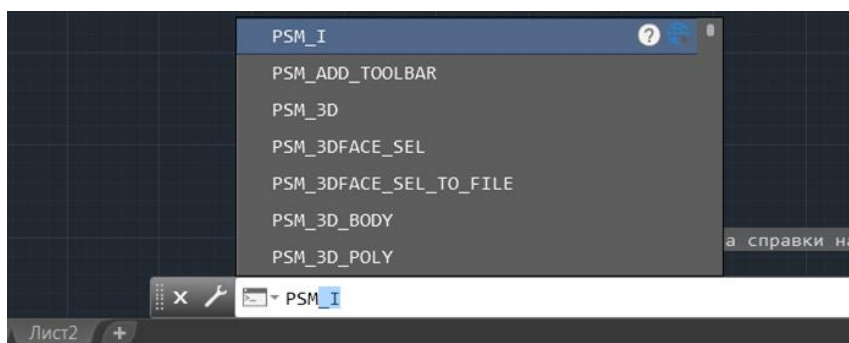 PSM_I
PSM_ADD_TOOLBAR
PSM_3D
PSM_3DFACE_SEL
PSM_3DFACE_SEL_TO_FILE
PSM_3D_BODY
PSM_3D_POLY
а справки на
PSM_I
Лист2 +